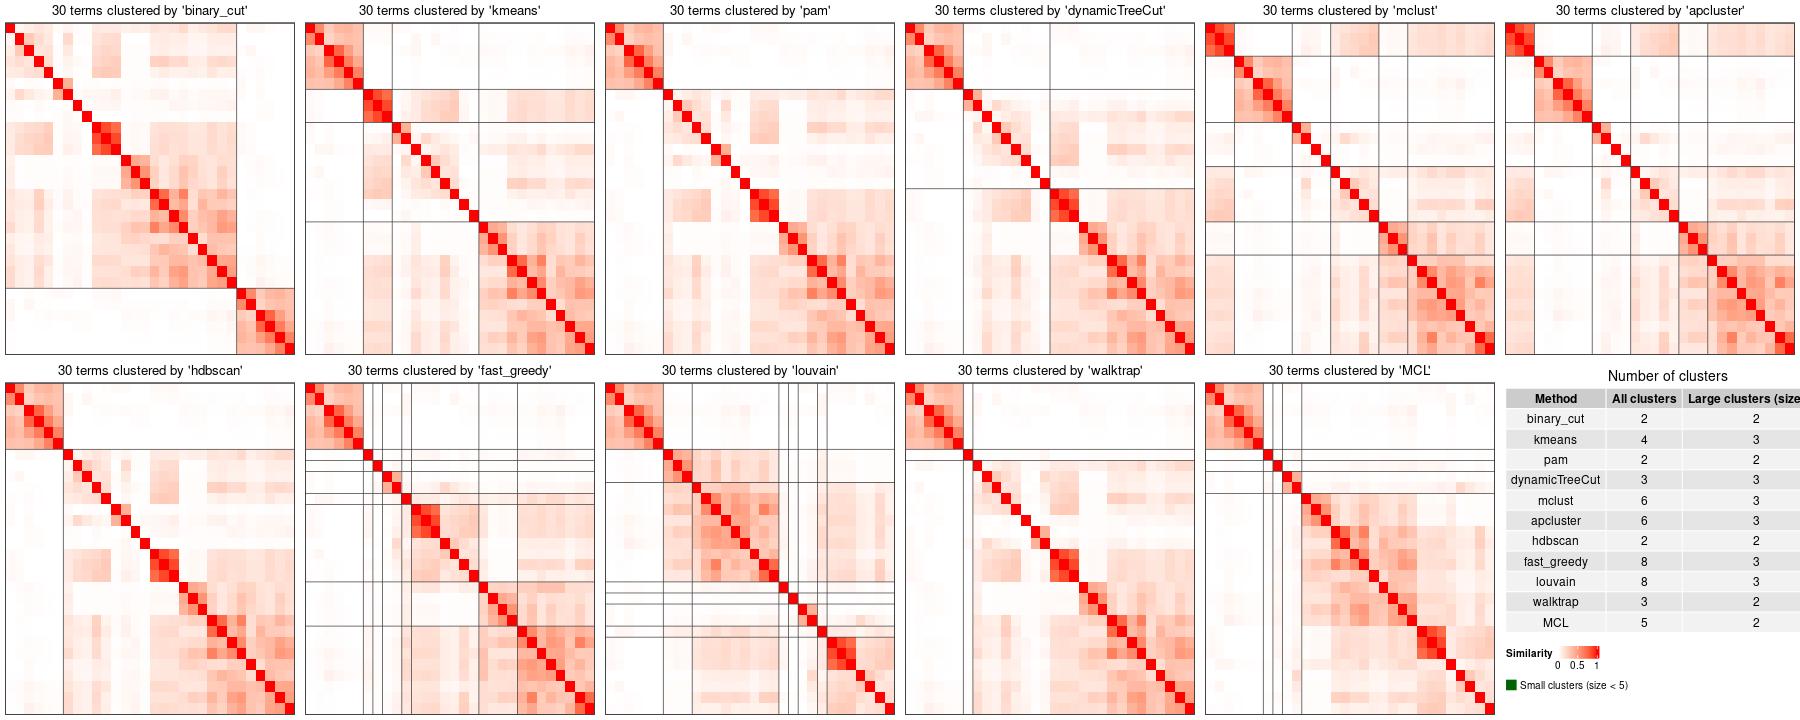 30 terms clustered by 'binary_cut'
30 terms clustered by 'kmeans'
30 terms clustered by 'pam'
30 terms clustered by 'dynamicTreeCut'
30 terms clustered by 'mclust'
30 terms clustered by 'apcluster'
30 terms clustered by 'hdbscan'
30 terms clustered by 'fast_greedy'
30 terms clustered by 'louvain'
30 terms clustered by 'walktrap'
30 terms clustered by 'MCL'
Number of clusters
Method All clusters Large clusters (size
binary_cut 2 2
kmeans 4 3
pam 2 2
dynamicTreeCut 3 3
mclust 6 3
apcluster 6 3
hdbscan 2 2
fast_greedy 8 3
louvain 8 3
walktrap 3 2
MCL 5 2
Similarity
0 0.5 1
Small clusters (size < 5)